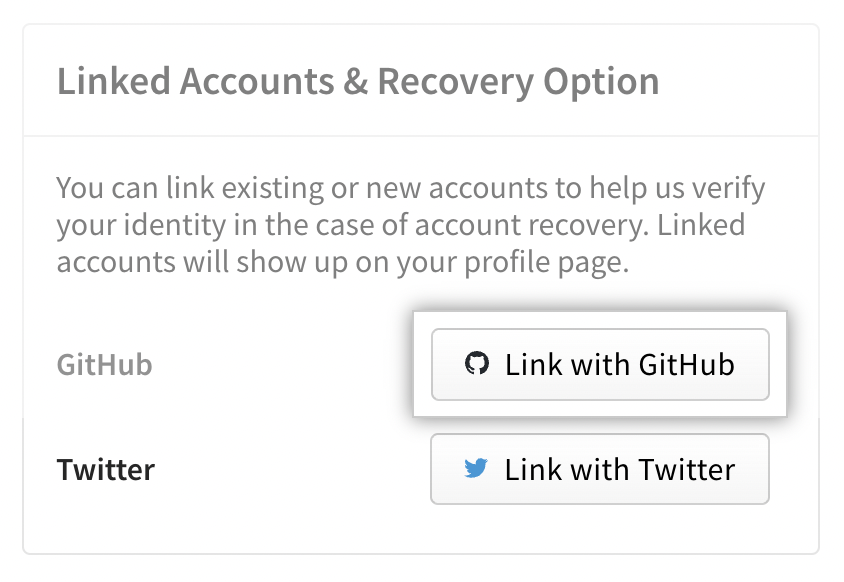 Linked Accounts & Recovery Option
You can link existing or new accounts to help us verify
your identity in the case of account recovery. Linked
accounts will show up on your profile page.
GitHub
Link with GitHub
Twitter
Link with Twitter